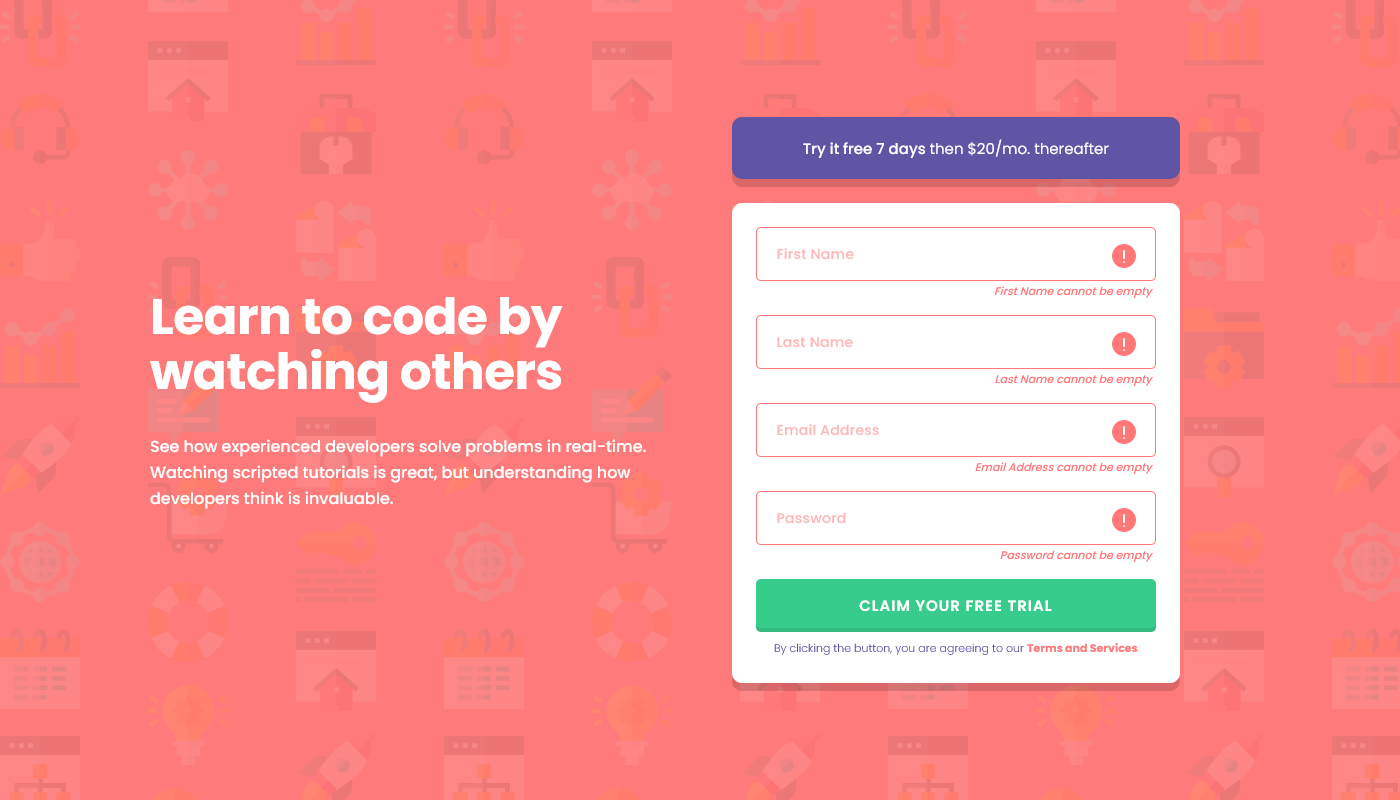 Learn to code by
watching others
See how experienced developers solve problems in real-time.
Watching scripted tutorials is great, but understanding how
developers think is invaluable.
Try it free 7 days then $20/mo. thereafter
First Name
First Name cannot be empty
Last Name
Last Name cannot be empty
Email Address
Email Address cannot be empty
Password
Password cannot be empty
CLAIM YOUR FREE TRIAL
By clicking the button, you are agreeing to our Terms and Services